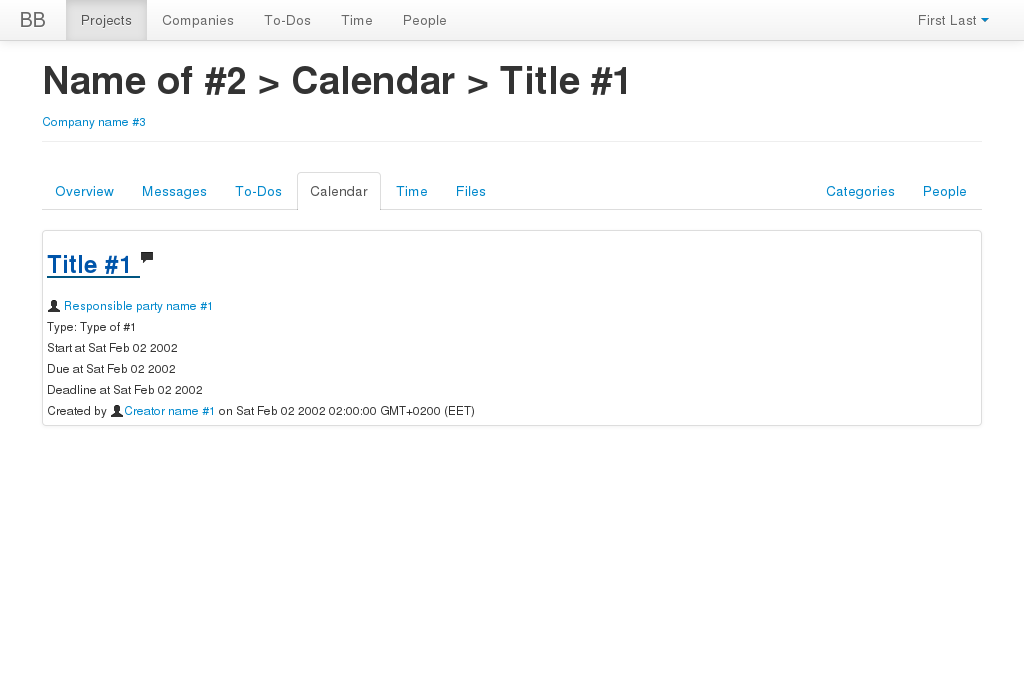 BB Projects Companies To-Dos Time People First Last
Name of #2 > Calendar > Title #1
Company name #3
Overview Messages To-Dos Calendar Time Files Categories People
Title #1
Responsible party name #1
Type: Type of #1
Start at Sat Feb 02 2002
Due at Sat Feb 02 2002
Deadline at Sat Feb 02 2002
Created by Creator name #1 on Sat Feb 02 2002 02:00:00 GMT+0200 (EET)